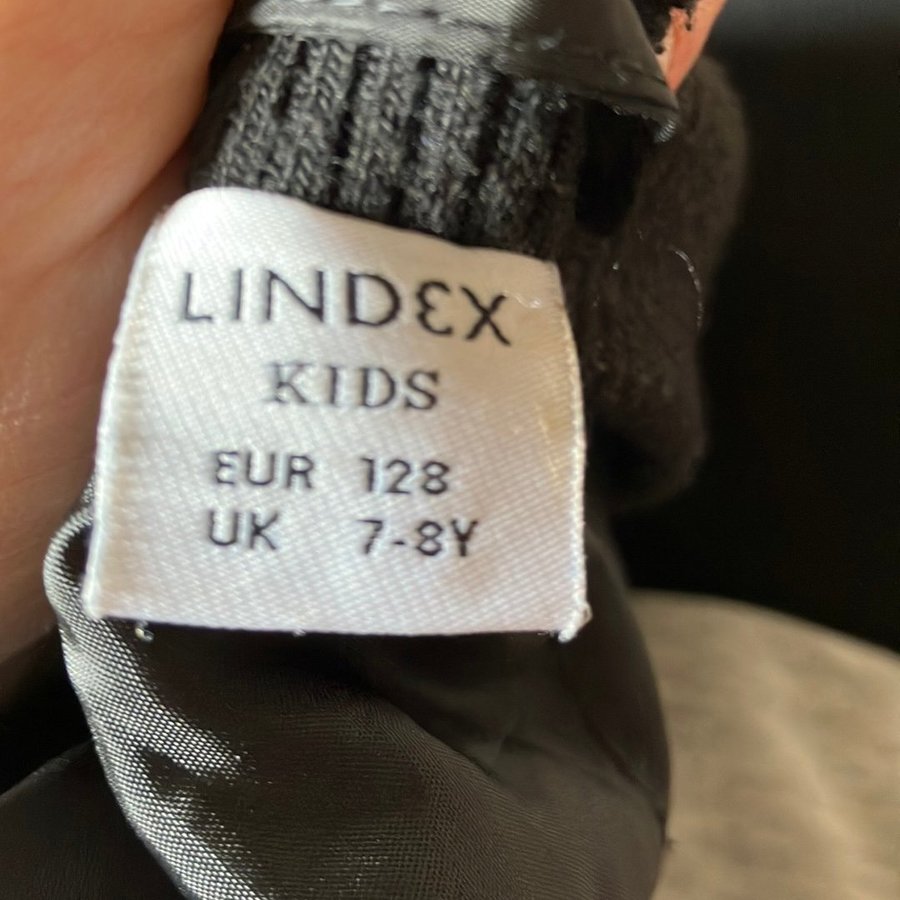 LINDEX
KIDS
EUR 128
UK 7-8Y